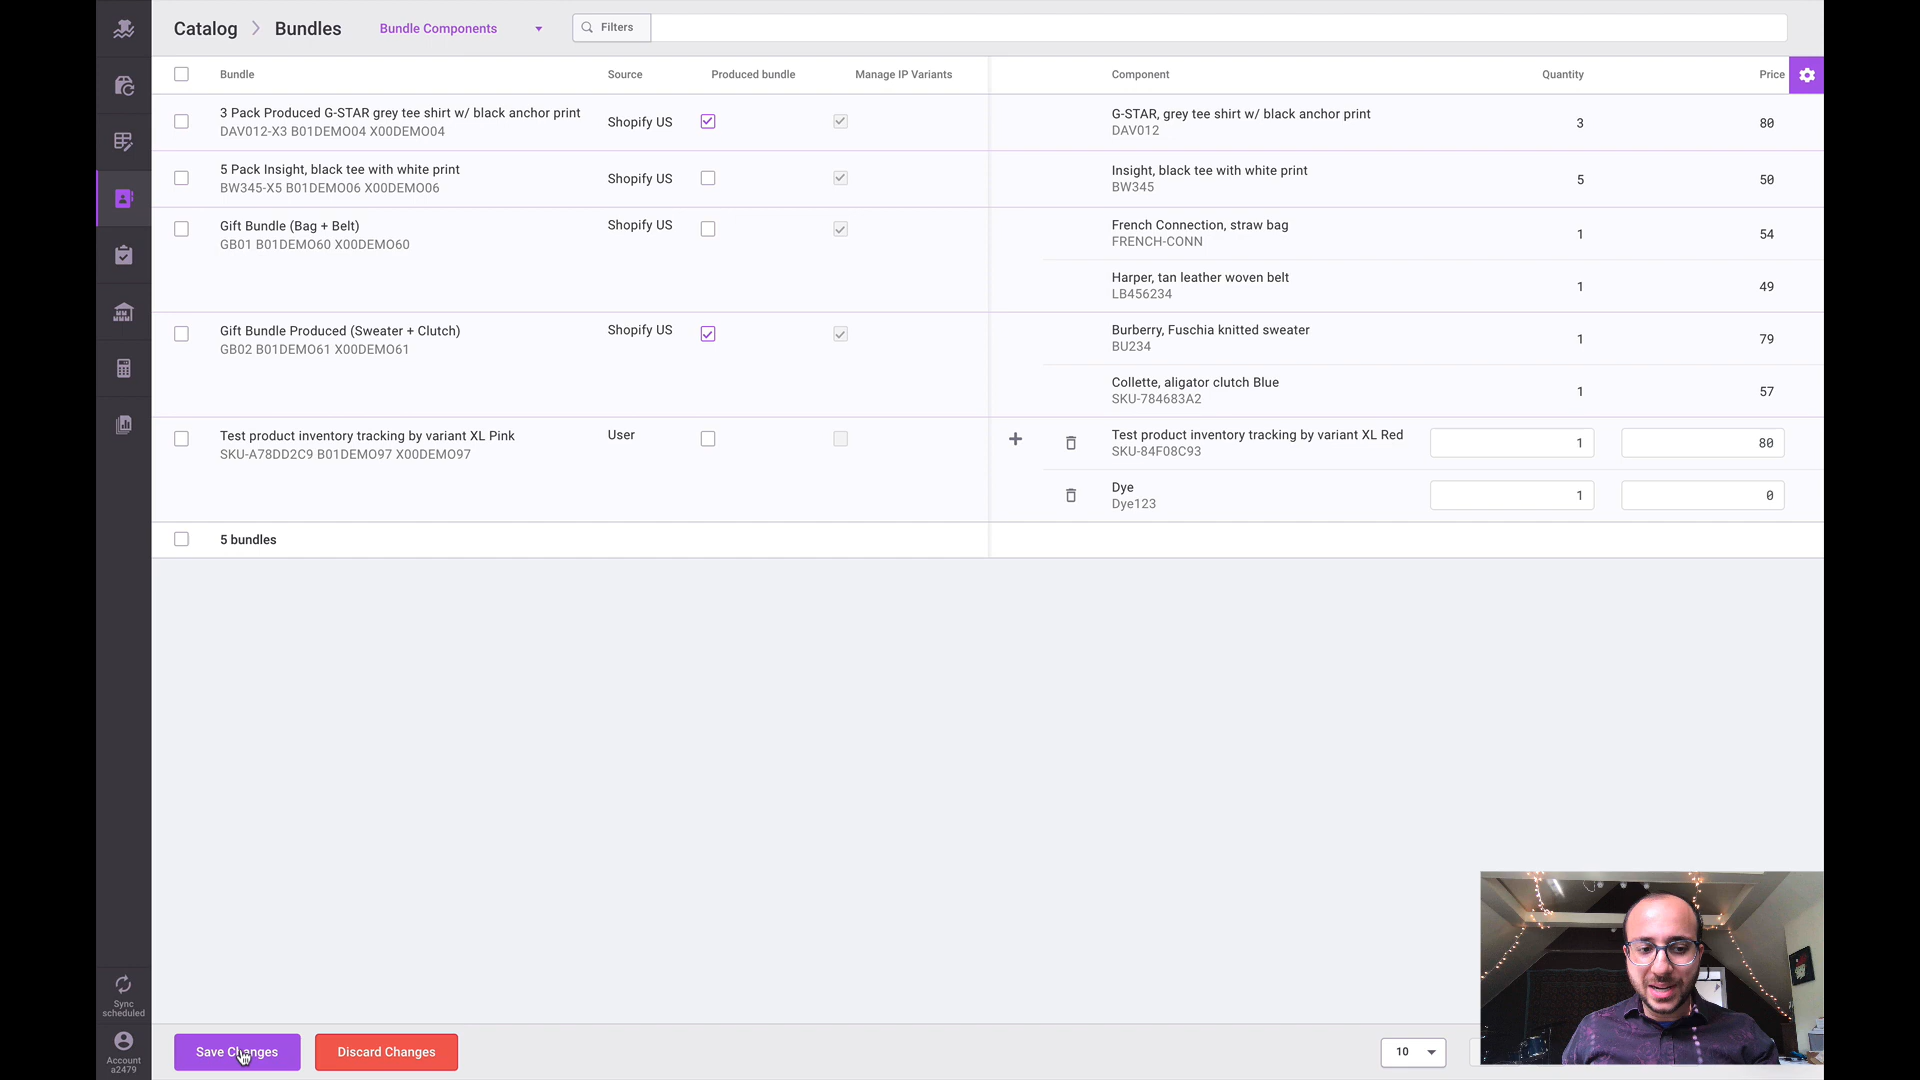 Catalog > Bundles Bundle Components Filters
Bundle Source Produced bundle Manage IP Variants Component Quantity Price
3 Pack Produced G-STAR grey tee shirt w/ black anchor print Shopify US G-STAR, grey tee shirt w/ black anchor print 3 80
DAV012-X3 B01DEMO04 X00DEMO04 DAV012
5 Pack Insight, black tee with white print Shopify US Insight, black tee with white print 5 50
BW345-X5 B01DEMO06 X00DEMO06 BW345
Gift Bundle (Bag + Belt) Shopify US French Connection, straw bag 1 54
GB01 B01DEMO60 X00DEMO60 FRENCH-CONN
Harper, tan leather woven belt 1 49
LB456234
Gift Bundle Produced (Sweater + Clutch) Shopify US Burberry, Fuschia knitted sweater 1 79
GB02 B01DEMO61 X00DEMO61 BU234
Collette, aligator clutch Blue 1 57
SKU-784683A2
Test product inventory tracking by variant XL Pink User Test product inventory tracking by variant XL Red 1 80
SKU-A78DD2C9 B01DEMO97 X00DEMO97 SKU-84F08C93
Dye 1 0
Dye123
5 bundles
Sync
scheduled
Account
a2479
Save Changes Discard Changes 10